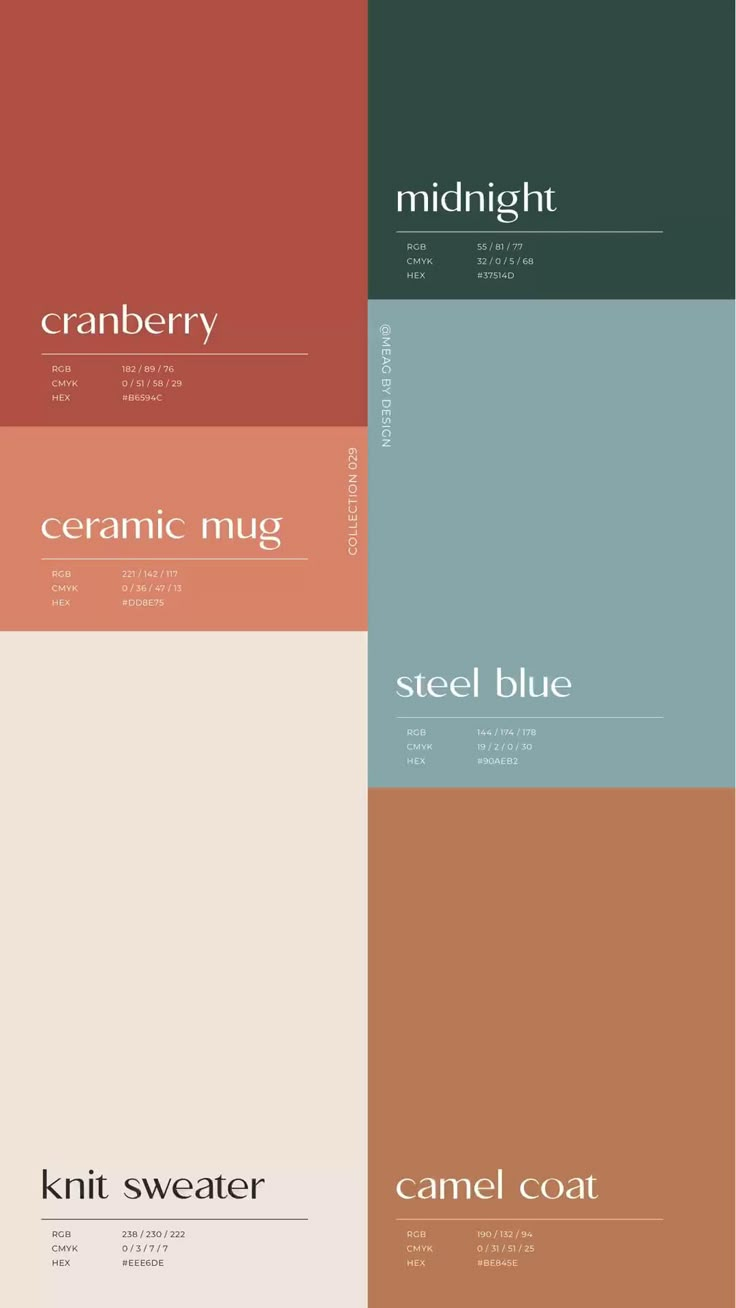 cranberry
RGB 182 / 89 / 76
CMYK 0 / 51 / 58 / 29
HEX #B6594C
ceramic mug
RGB 221 / 142 / 117
CMYK 0 / 36 / 47 / 13
HEX #DD8E75
COLLECTION 029
knit sweater
RGB 238 / 230 / 222
CMYK 0 / 3 / 7 / 7
HEX #EEE6DE
midnight
RGB 55 / 81 / 77
CMYK 32 / 0 / 5 / 68
HEX #37514D
@MEAG BY DESIGN
steel blue
RGB 144 / 174 / 178
CMYK 19 / 2 / 0 / 30
HEX #90AEB2
camel coat
RGB 190 / 132 / 94
CMYK 0 / 31 / 51 / 25
HEX #BE845E